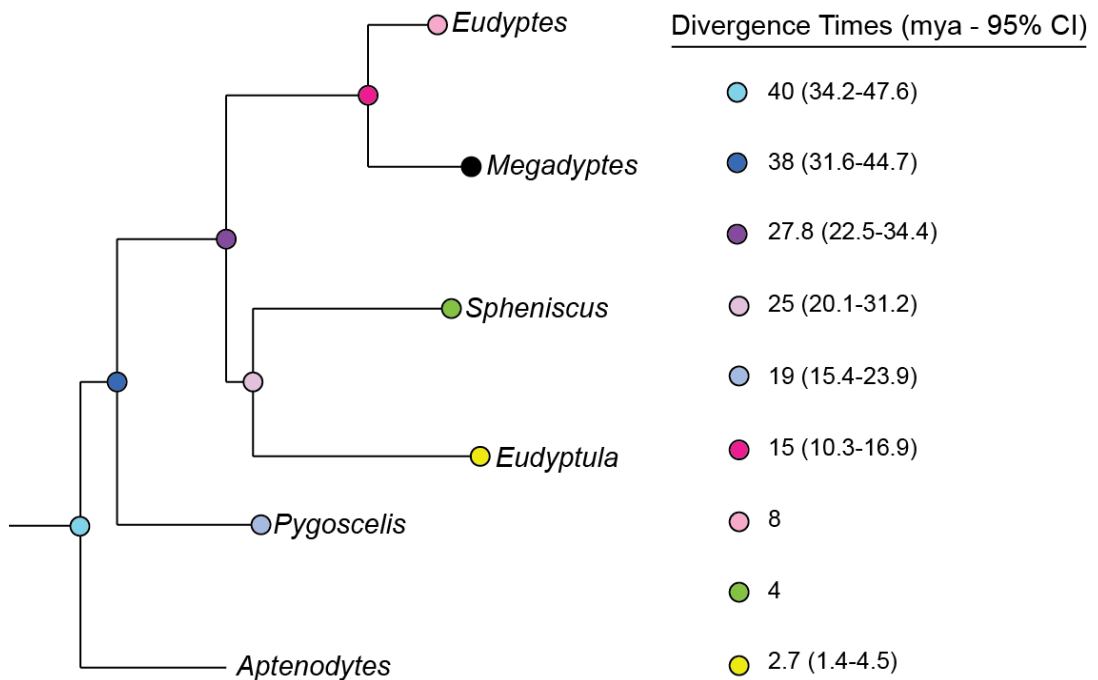 Eudyptes
Megadyptes
Spheniscus
Eudyptula
Pygoscelis
Aptenodytes
Divergence Times (mya - 95% CI)
40 (34.2-47.6)
38 (31.6-44.7)
27.8 (22.5-34.4)
25 (20.1-31.2)
19 (15.4-23.9)
15 (10.3-16.9)
8
4
2.7 (1.4-4.5)